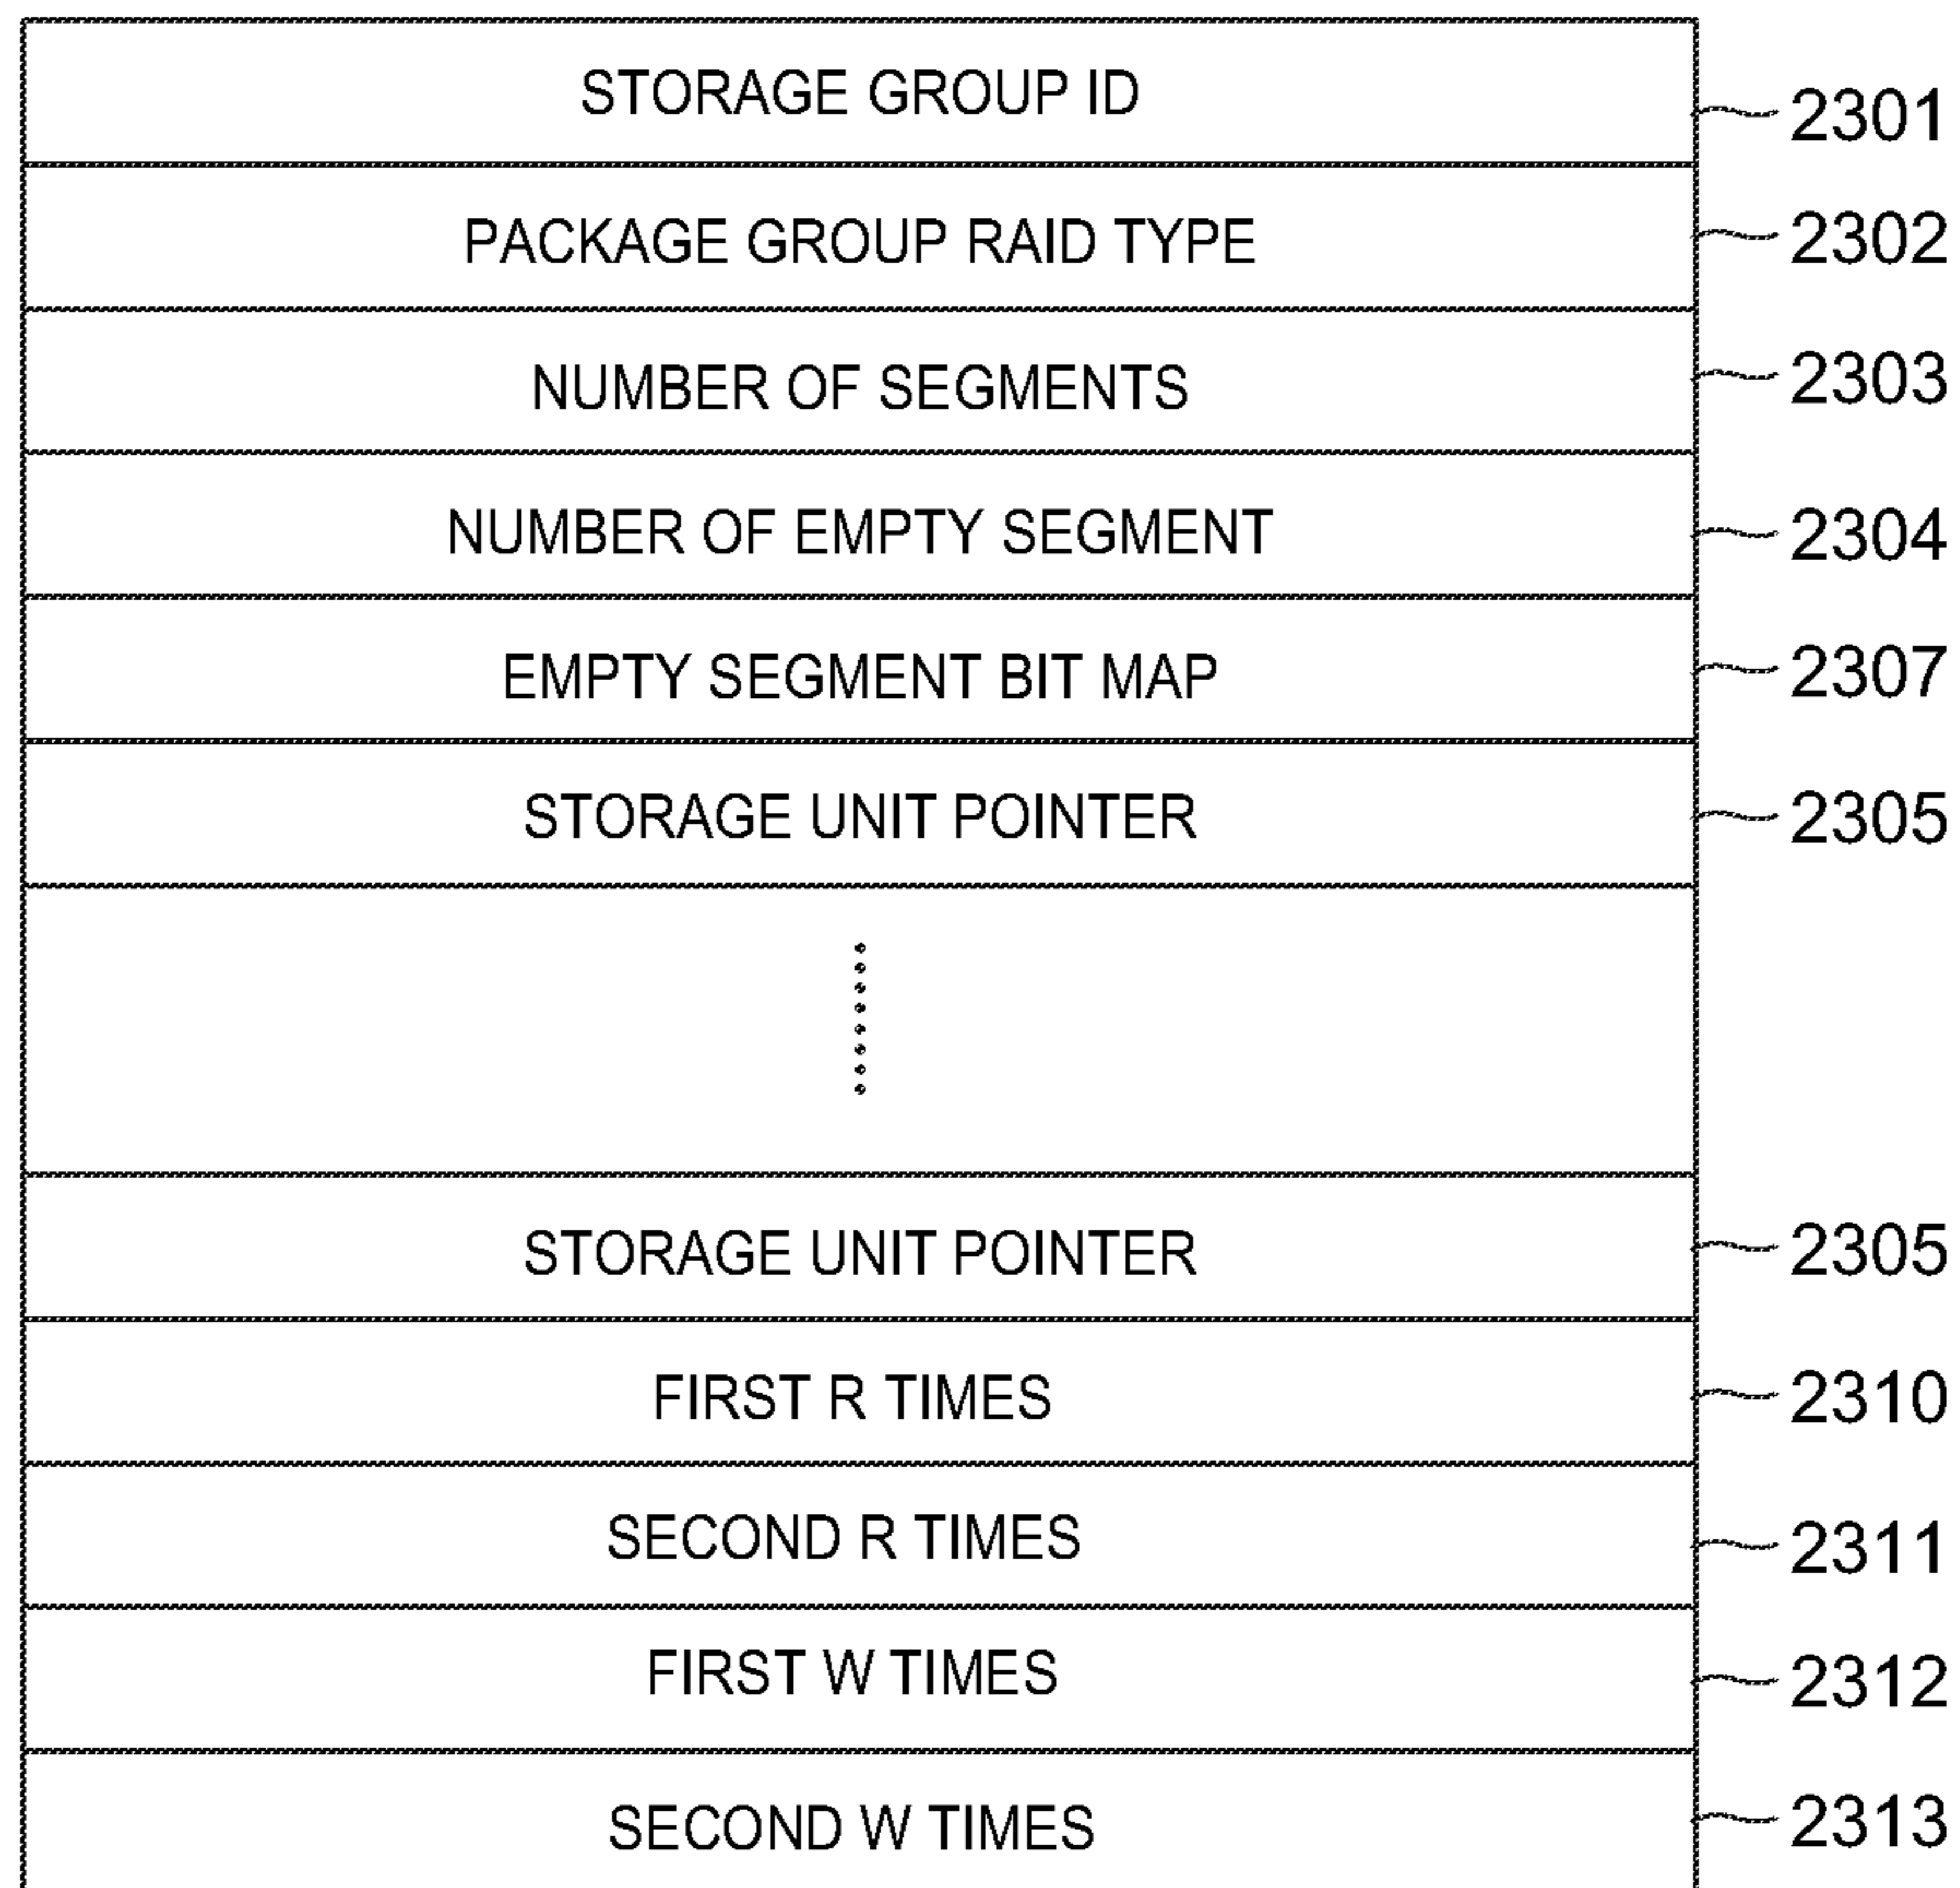 STORAGE GROUP ID 2301
PACKAGE GROUP RAID TYPE 2302
NUMBER OF SEGMENTS 2303
NUMBER OF EMPTY SEGMENT 2304
EMPTY SEGMENT BIT MAP 2307
STORAGE UNIT POINTER 2305
STORAGE UNIT POINTER 2305
FIRST R TIMES 2310
SECOND R TIMES 2311
FIRST W TIMES 2312
SECOND W TIMES 2313